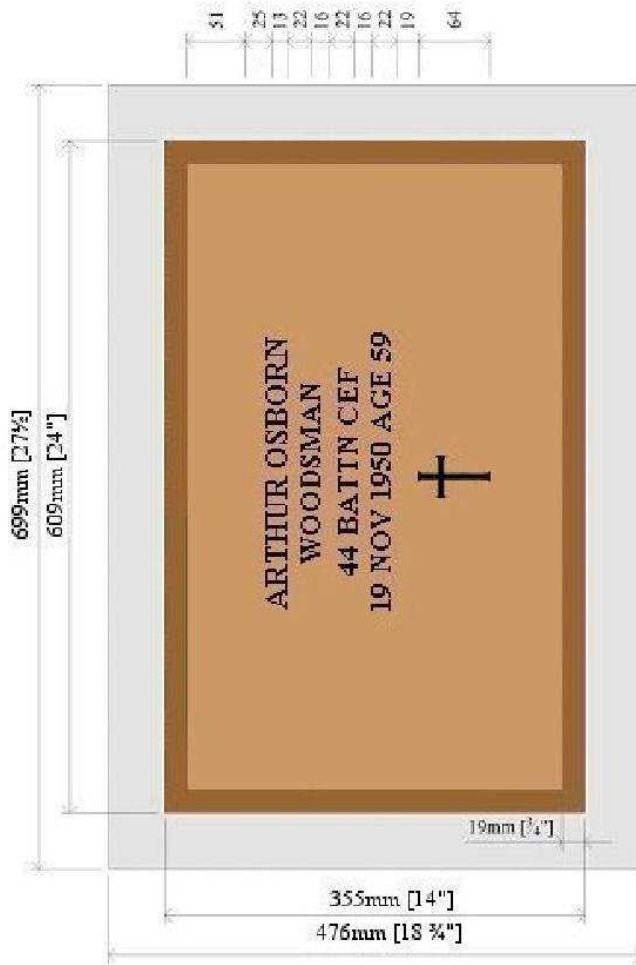 51 25 13 22 16 22 16 22 19 64
699mm [27½]
609mm [24"]
ARTHUR OSBORN
WOODSMAN
44 BATTN CEF
19 NOV 1950 AGE 59
19mm [¾"]
355mm [14"]
476mm [18 ¾"]